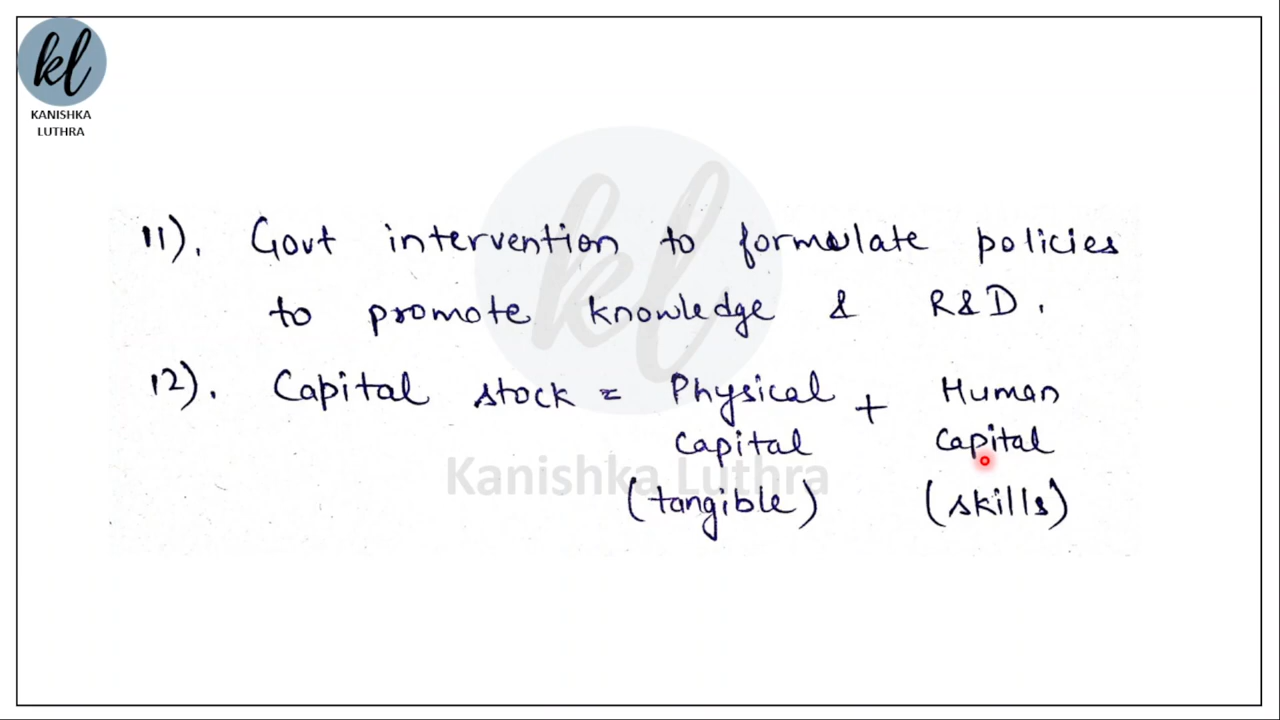 kl
KANISHKA
LUTHRA
11). Govt intervention to formulate policies
to promote knowledge & R&D.
12). Capital stock = Physical + Human
Capital Capital
(tangible) (skills)
kl
Kanishka Luthra